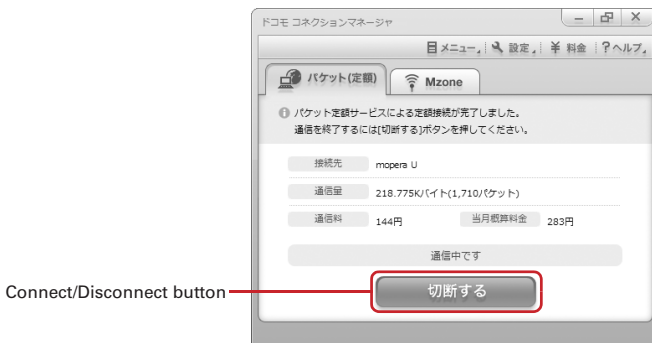 ドコモ コネクションマネージャ
メニュー 設定 ¥ 料金 ?ヘルプ
パケット(定額) Mzone
パケット定額サービスによる定額接続が完了しました。
通信を終了するには[切断する]ボタンを押してください。
接続先 mopera U
通信量 218.775Kバイト(1,710パケット)
通信料 144円 当月概算料金 283円
通信中です
Connect/Disconnect button 切断する